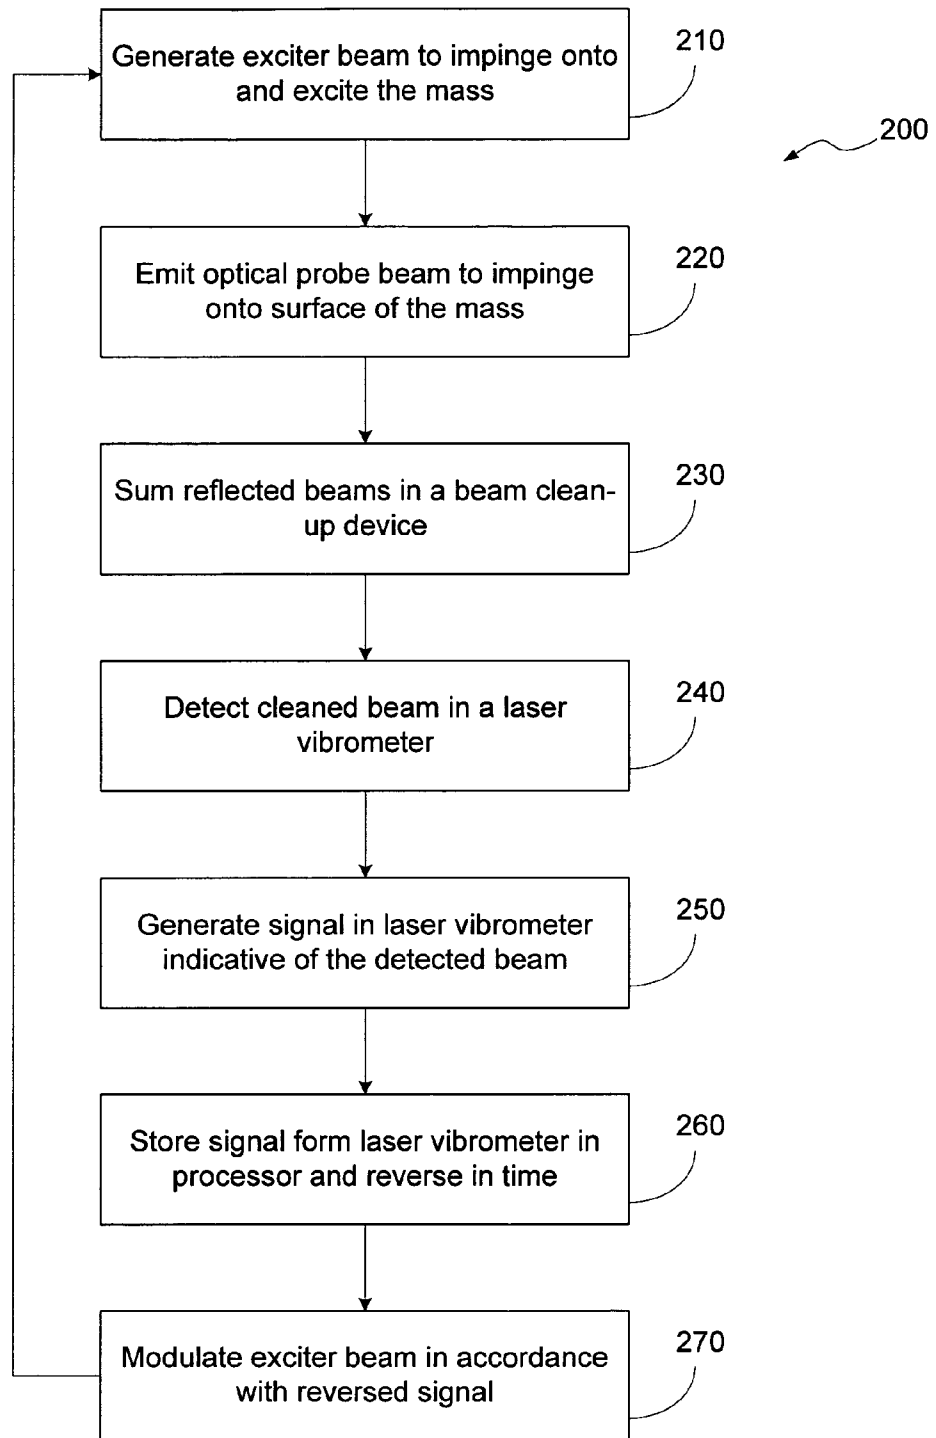 Generate exciter beam to impinge onto
and excite the mass
210
200
Emit optical probe beam to impinge
onto surface of the mass
220
Sum reflected beams in a beam clean-
up device
230
Detect cleaned beam in a laser
vibrometer
240
Generate signal in laser vibrometer
indicative of the detected beam
250
Store signal form laser vibrometer in
processor and reverse in time
260
Modulate exciter beam in accordance
with reversed signal
270